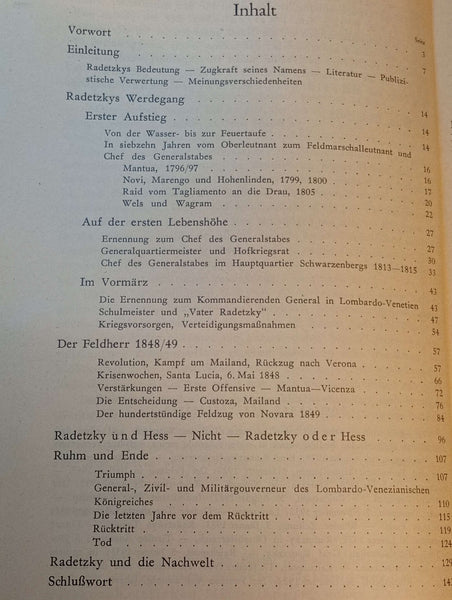 Inhalt
Seite
Vorwort . . . 3
Einleitung . . . 7
Radetzkys Bedeutung — Zugkraft seines Namens — Literatur — Publizi-
stische Verwertung — Meinungsverschiedenheiten
Radetzkys Werdegang . . . 14
Erster Aufstieg . . . 14
Von der Wasser- bis zur Feuertaufe . . . 14
In siebzehn Jahren vom Oberleutnant zum Feldmarschalleutnant und
Chef des Generalstabes . . . 16
Mantua, 1796/97 . . . 16
Novi, Marengo und Hohenlinden, 1799, 1800 . . . 17
Raid vom Tagliamento an die Drau, 1805 . . . 20
Wels und Wagram . . . 22
Auf der ersten Lebenshöhe . . . 27
Ernennung zum Chef des Generalstabes . . . 27
Generalquartiermeister und Hofkriegsrat . . . 30
Chef des Generalstabes im Hauptquartier Schwarzenbergs 1813—1815 33
Im Vormärz . . . 43
Die Ernennung zum Kommandierenden General in Lombardo-Venetien 43
Schulmeister und „Vater Radetzky“ . . . 47
Kriegsvorsorgen, Verteidigungsmaßnahmen . . . 54
Der Feldherr 1848/49 . . . 57
Revolution, Kampf um Mailand, Rückzug nach Verona . . . 57
Krisenwochen, Santa Lucia, 6. Mai 1848 . . . 66
Verstärkungen — Erste Offensive — Mantua—Vicenza . . . 72
Die Entscheidung — Custoza, Mailand . . . 76
Der hundertstündige Feldzug von Novara 1849 . . . 84
Radetzky und Hess — Nicht — Radetzky oder Hess . . . 96
Ruhm und Ende . . . 107
Triumph . . . 107
General-, Zivil- und Militärgouverneur des Lombardo-Venezianischen
Königreiches . . . 110
Die letzten Jahre vor dem Rücktritt . . . 115
Rücktritt . . . 119
Tod . . . 124
Radetzky und die Nachwelt . . . 129
Schlußwort . . .